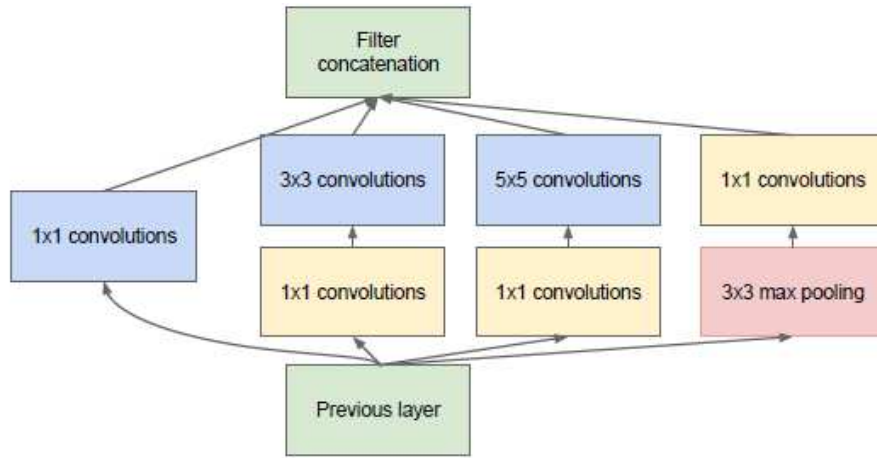 Filter
concatenation
3x3 convolutions
5x5 convolutions
1x1 convolutions
1x1 convolutions
1x1 convolutions
1x1 convolutions
3x3 max pooling
Previous layer